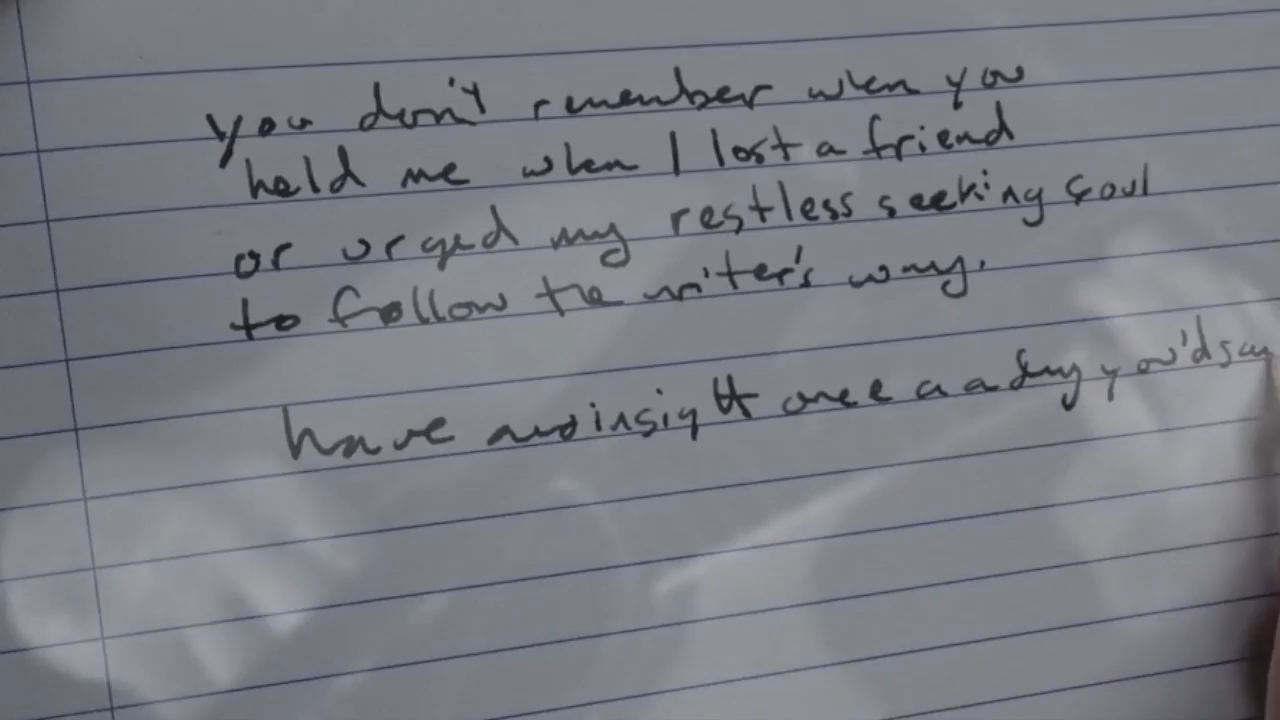 you don't remember when you
held me when I lost a friend
or urged my restless seeking soul
to follow the writer's way.
have insight once a day you'd say